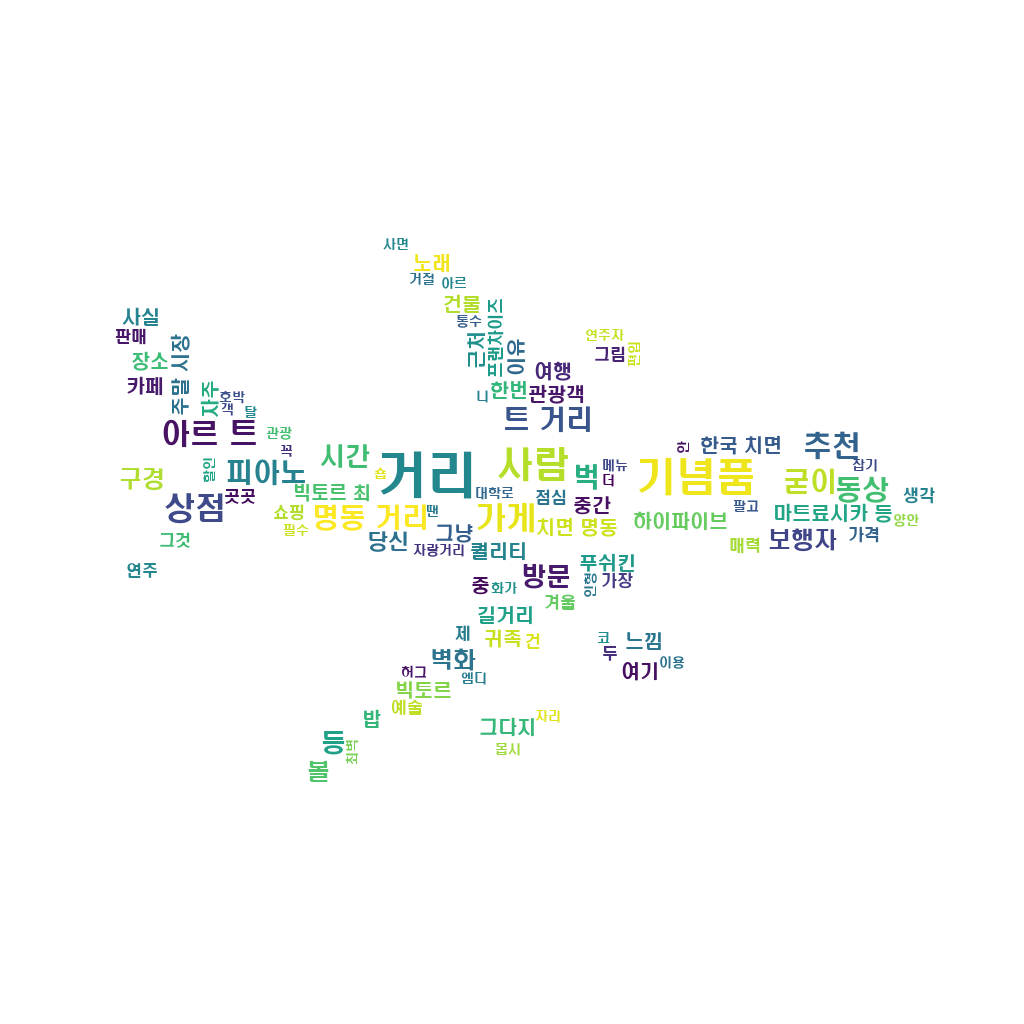 사면
노래
거절 아르
건물
통수
프랜차이즈
근처
이유
연주자
그림
편임
사실
판매
장소
시장
카페
주말
자주
호박
객
탈
여행
니
한번
관광객
아르 트
관광
꼭
트 거리
시간
거리
사람
벽
메뉴
더
안
한국 치면
추천
참기
구경
할인
피아노
숍
빅토르 최
기념품
굳이
동상
상점
곳곳
대학로
점심
중간
팔고
생각
쇼핑
필수
명동 거리
땐
가게
치면 명동
하이파이브
마트료시카 등
양안
그것
당신
그냥
자랑거리
퀄리티
매력
보행자
가격
연주
중
화가
방문
푸쉬킨
인형
가장
겨울
길거리
제
귀족
건
코
두
느낌
벽화
여기
이용
허그
엠디
빅토르
예술
밥
그다지
자리
몹시
등
최벽
볼